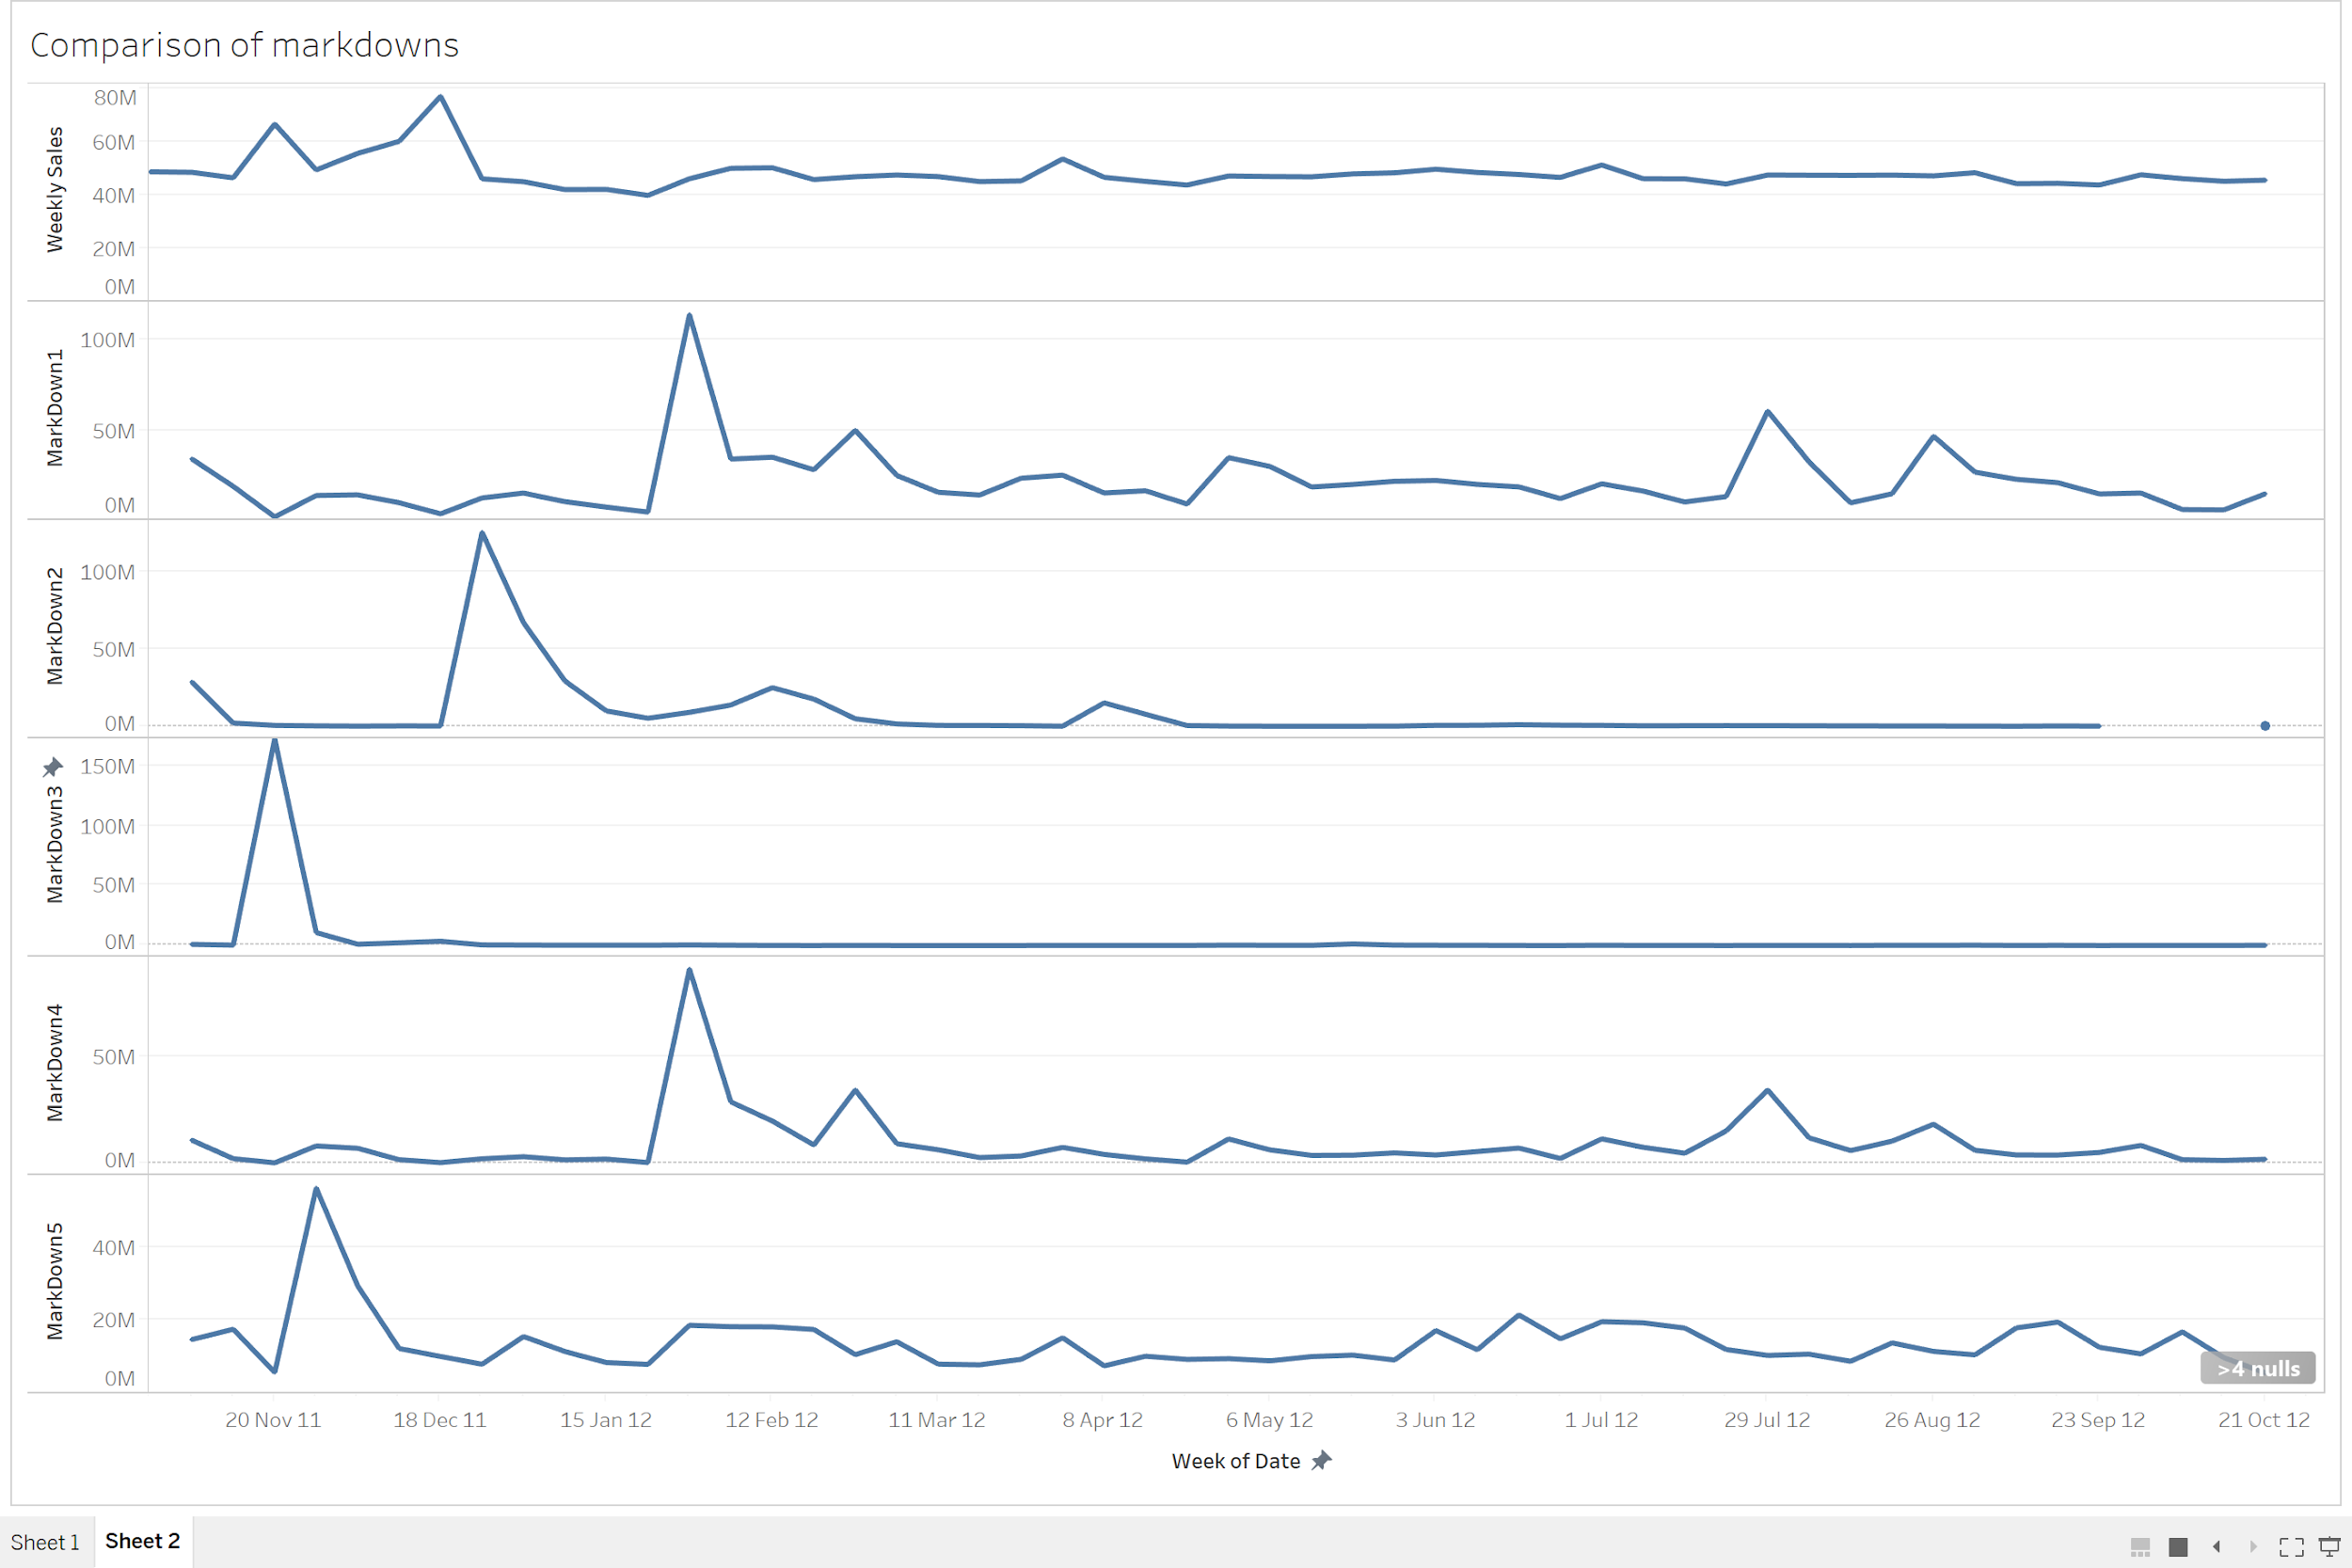 Comparison of markdowns
Weekly Sales
80M
60M
40M
20M
0M
MarkDown1
100M
50M
0M
MarkDown2
100M
50M
0M
MarkDown3
150M
100M
50M
0M
MarkDown4
50M
0M
MarkDown5
40M
20M
0M
>4 nulls
20 Nov 11 18 Dec 11 15 Jan 12 12 Feb 12 11 Mar 12 8 Apr 12 6 May 12 3 Jun 12 1 Jul 12 29 Jul 12 26 Aug 12 23 Sep 12 21 Oct 12
Week of Date
Sheet 1 Sheet 2